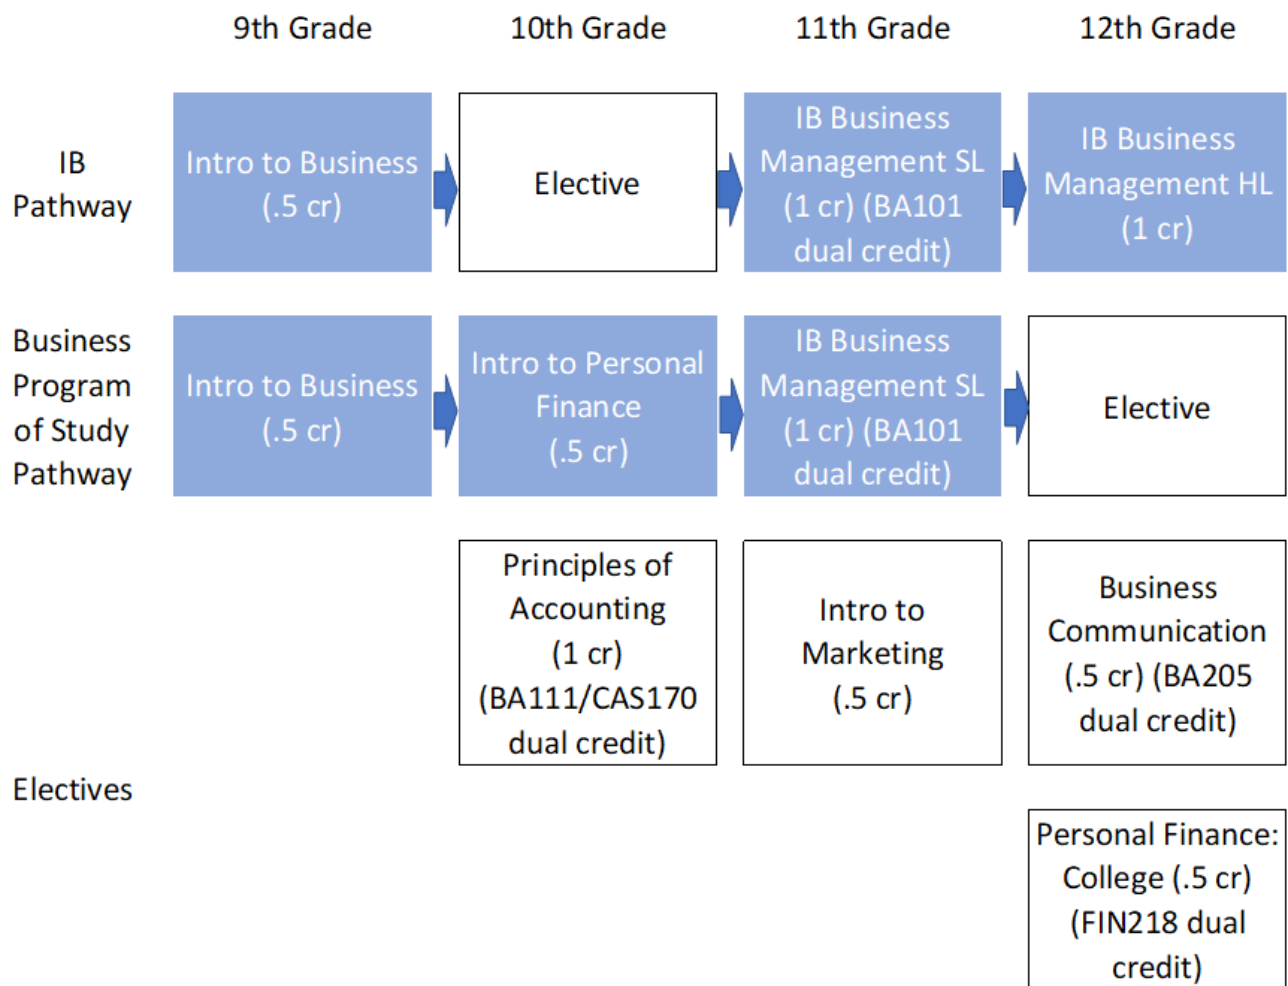 9th Grade 10th Grade 11th Grade 12th Grade
IB
Pathway
Intro to Business
(.5 cr)
Elective
IB Business
Management SL
(1 cr) (BA101
dual credit)
IB Business
Management HL
(1 cr)
Business
Program
of Study
Pathway
Intro to Business
(.5 cr)
Intro to Personal
Finance
(.5 cr)
IB Business
Management SL
(1 cr) (BA101
dual credit)
Elective
Electives
Principles of
Accounting
(1 cr)
(BA111/CAS170
dual credit)
Intro to
Marketing
(.5 cr)
Business
Communication
(.5 cr) (BA205
dual credit)
Personal Finance:
College (.5 cr)
(FIN218 dual
credit)